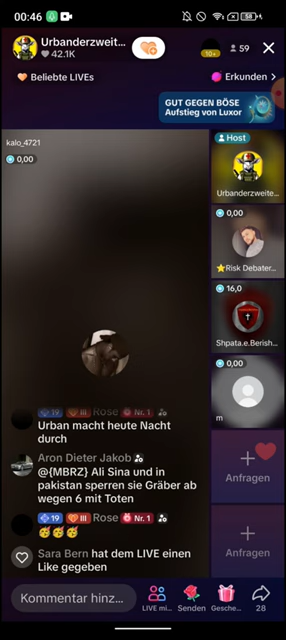 00:46
58
Urbanderzweit...
42.1K
10+
59
Beliebte LIVEs
Erkunden
GUT GEGEN BÖSE
Aufstieg von Luxor
kalo_4721
0,00
Host
Urbanderzweite...
0,00
Risk Debater...
16,0
Shpata.e.Berish...
0,00
m
Anfragen
Anfragen
19 III Rose Nr. 1
Urban macht heute Nacht
durch
Aron Dieter Jakob
@{MBRZ} Ali Sina und in
pakistan sperren sie Gräber ab
wegen 6 mit Toten
19 III Rose Nr. 1
Sara Bern hat dem LIVE einen
Like gegeben
Kommentar hinz...
LIVE mi...
Senden
Gesche...
28